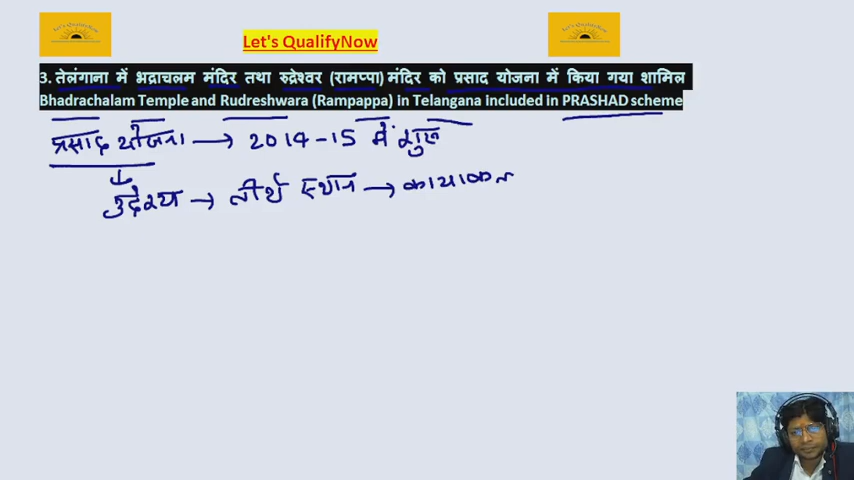 Let's QualifyNow
3. तेलंगाना में भद्राचलम मंदिर तथा रुद्रेश्वर (रामप्पा) मंदिर को प्रसाद योजना में किया गया शामिल
Bhadrachalam Temple and Rudreshwara (Rampappa) in Telangana included in PRASHAD scheme
प्रसाद योजना → 2014-15 में शुरू
↓
उद्देश्य → तीर्थ स्थान →